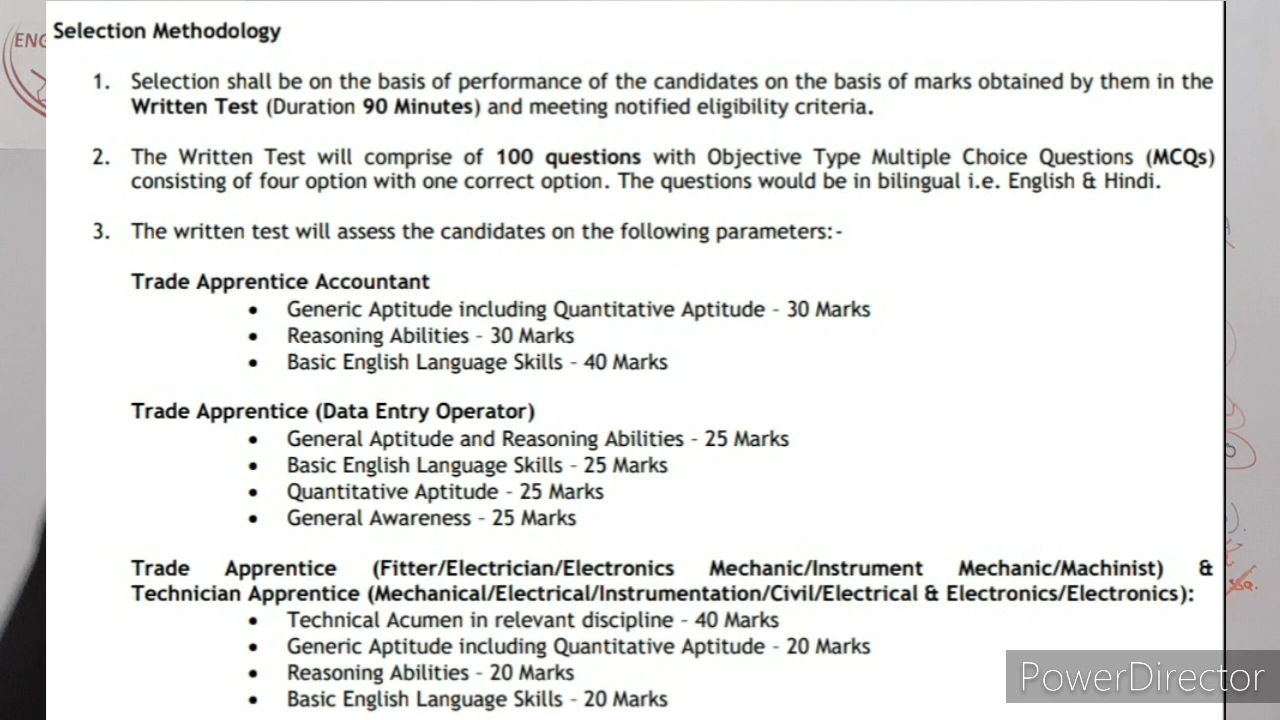 ENG
Selection Methodology
1. Selection shall be on the basis of performance of the candidates on the basis of marks obtained by them in the
Written Test (Duration 90 Minutes) and meeting notified eligibility criteria.
2. The Written Test will comprise of 100 questions with Objective Type Multiple Choice Questions (MCQs)
consisting of four option with one correct option. The questions would be in bilingual i.e. English & Hindi.
3. The written test will assess the candidates on the following parameters:-
Trade Apprentice Accountant
• Generic Aptitude including Quantitative Aptitude - 30 Marks
• Reasoning Abilities - 30 Marks
• Basic English Language Skills - 40 Marks
Trade Apprentice (Data Entry Operator)
• General Aptitude and Reasoning Abilities - 25 Marks
• Basic English Language Skills - 25 Marks
• Quantitative Aptitude - 25 Marks
• General Awareness - 25 Marks
Trade Apprentice (Fitter/Electrician/Electronics Mechanic/Instrument Mechanic/Machinist) &
Technician Apprentice (Mechanical/Electrical/Instrumentation/Civil/Electrical & Electronics/Electronics):
• Technical Acumen in relevant discipline - 40 Marks
• Generic Aptitude including Quantitative Aptitude - 20 Marks
• Reasoning Abilities - 20 Marks
• Basic English Language Skills - 20 Marks
PowerDirector